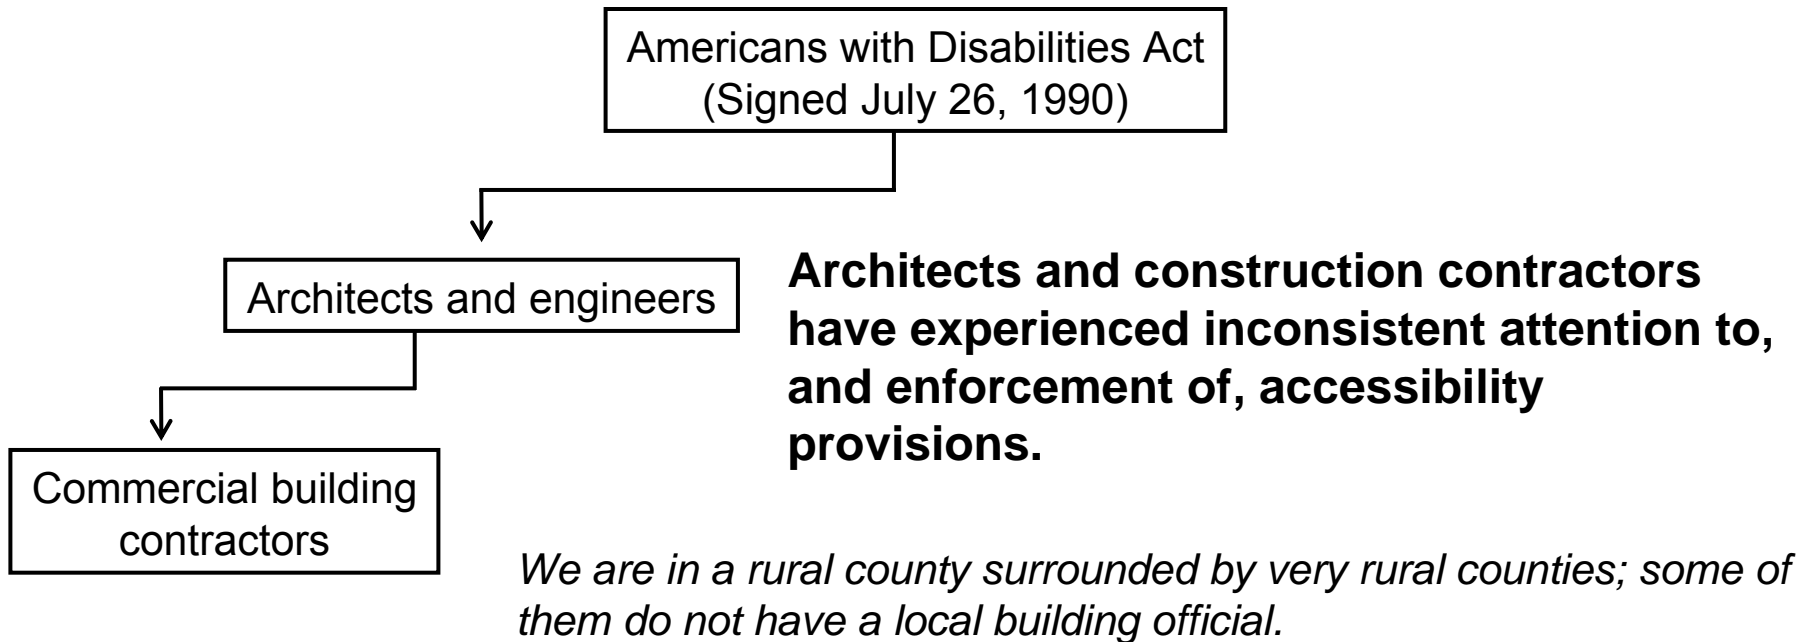 Americans with Disabilities Act
(Signed July 26, 1990)
Architects and engineers
Architects and construction contractors
have experienced inconsistent attention to,
and enforcement of, accessibility
provisions.
Commercial building
contractors
We are in a rural county surrounded by very rural counties; some of
them do not have a local building official.